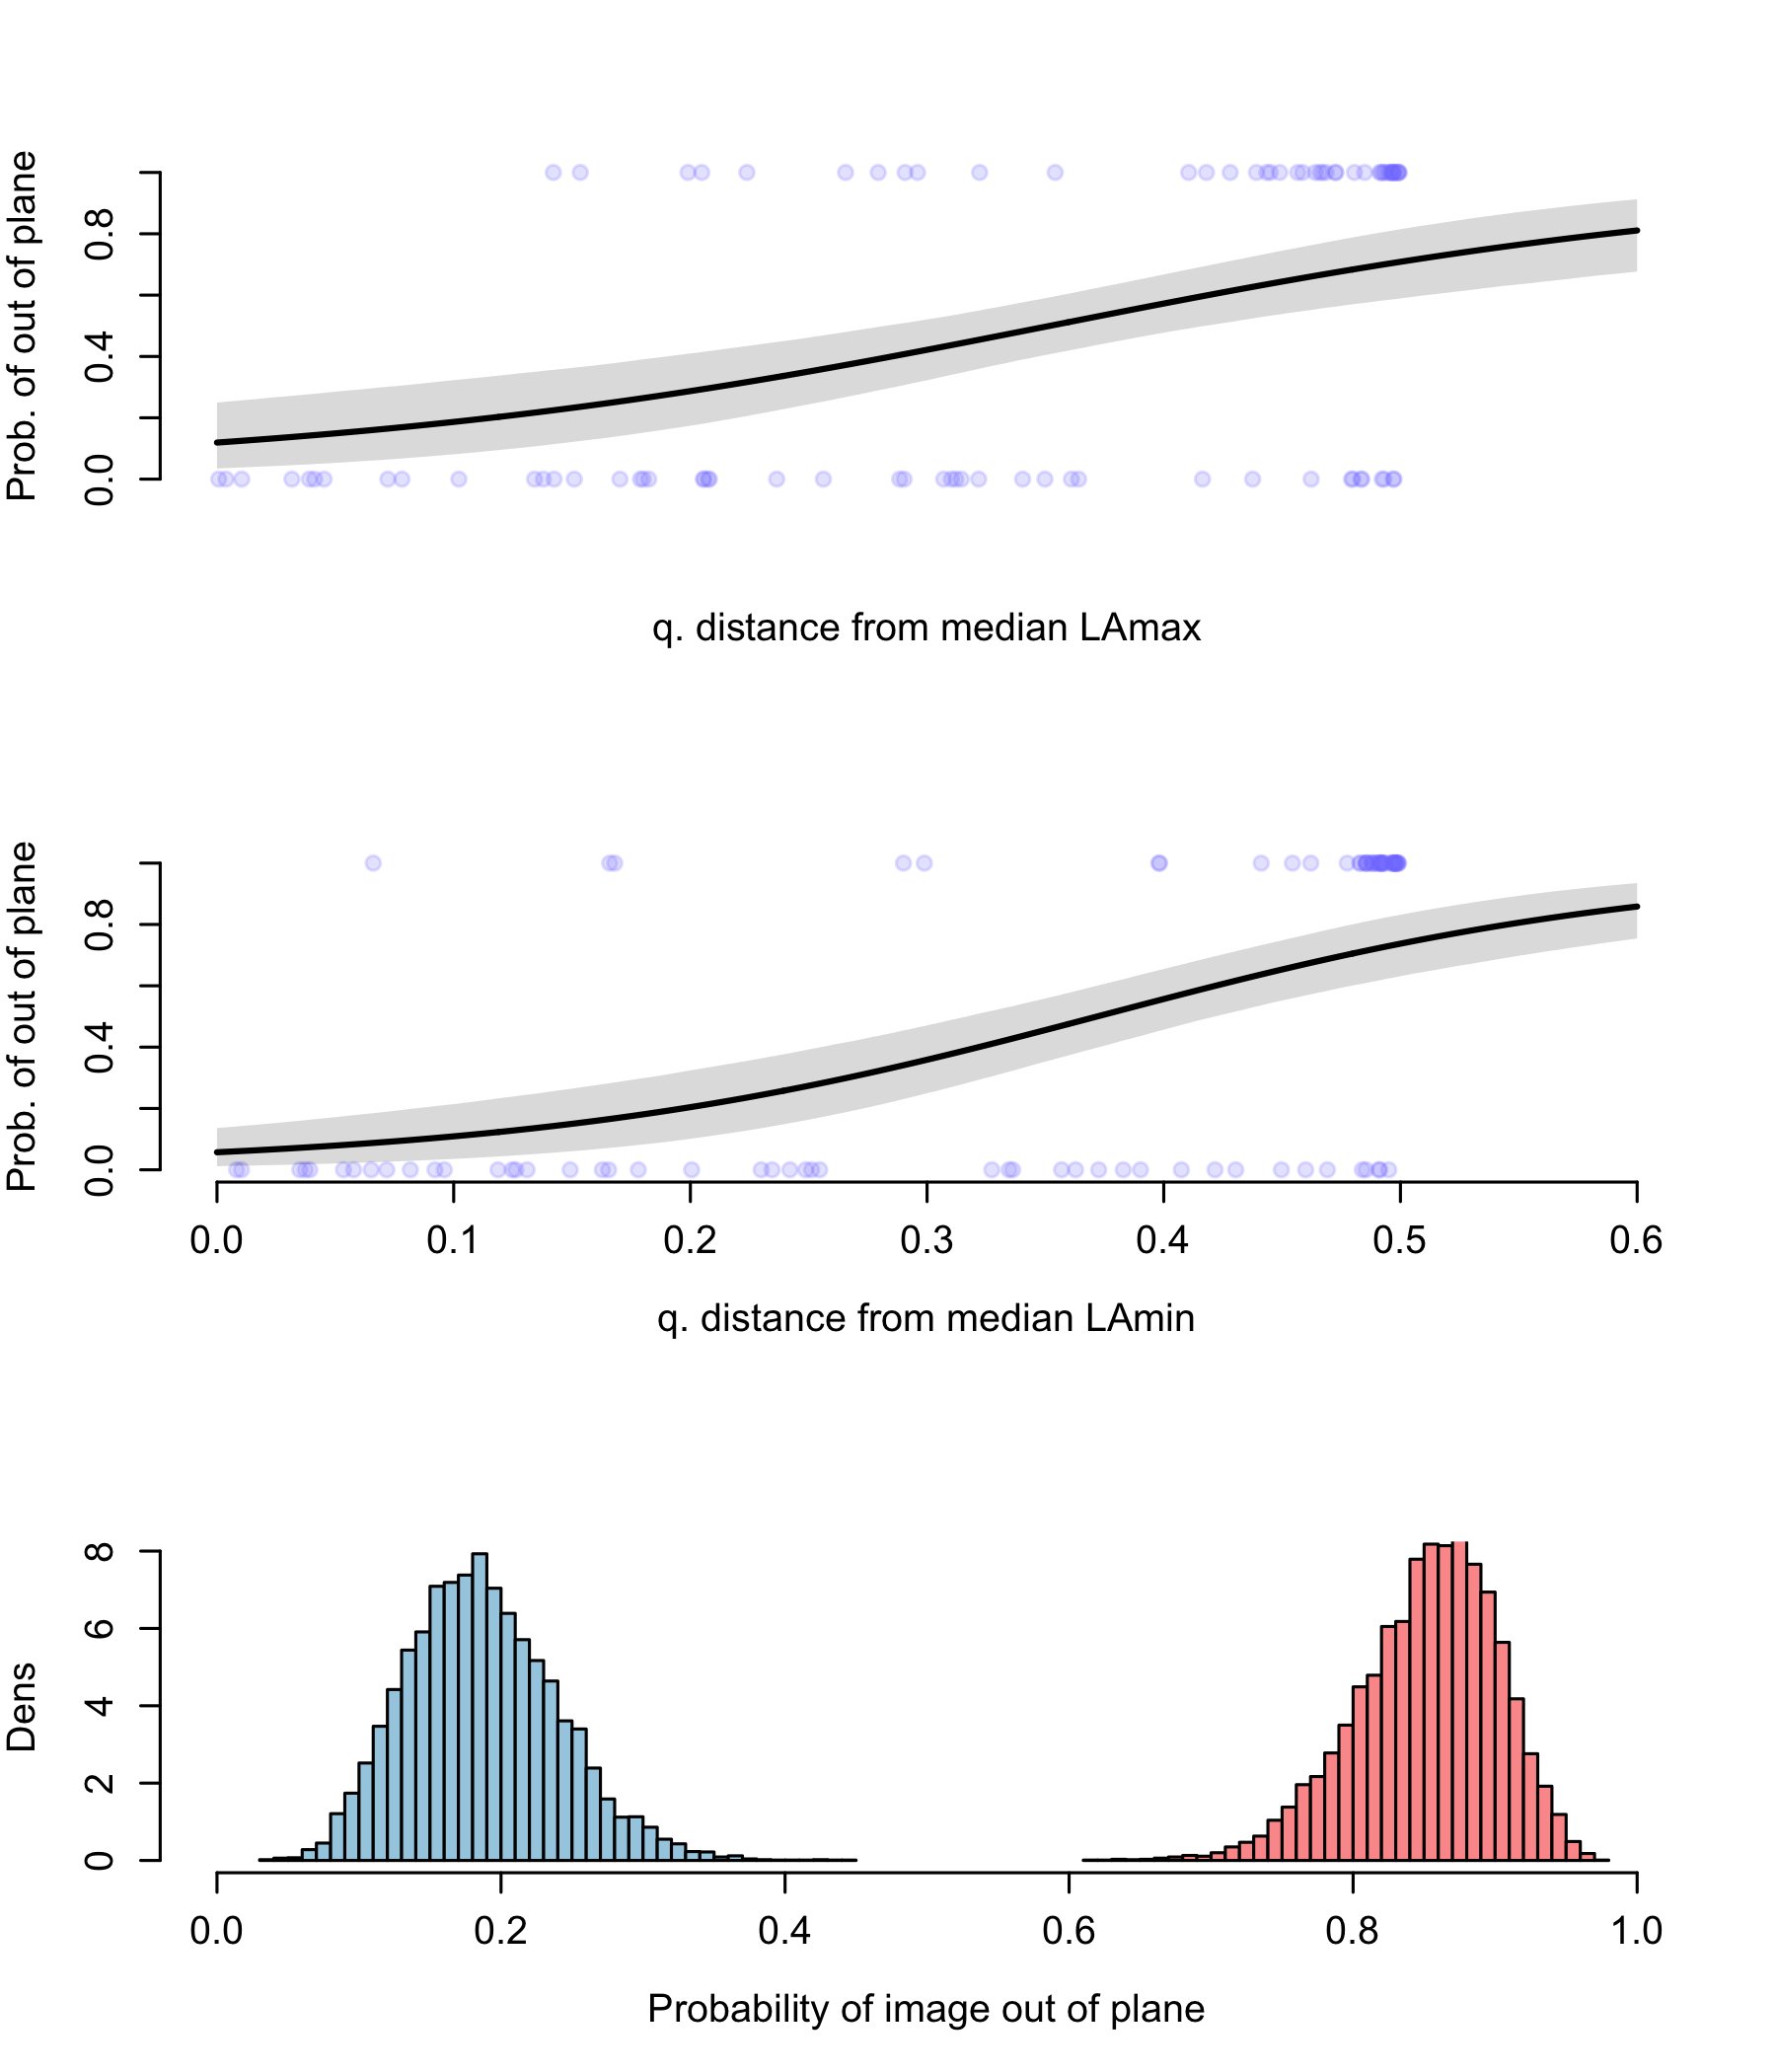 Prob. of out of plane
0.0 0.4 0.8
q. distance from median LAmax
Prob. of out of plane
0.0 0.4 0.8
0.0 0.1 0.2 0.3 0.4 0.5 0.6
q. distance from median LAmin
Dens
0 2 4 6 8
0.0 0.2 0.4 0.6 0.8 1.0
Probability of image out of plane